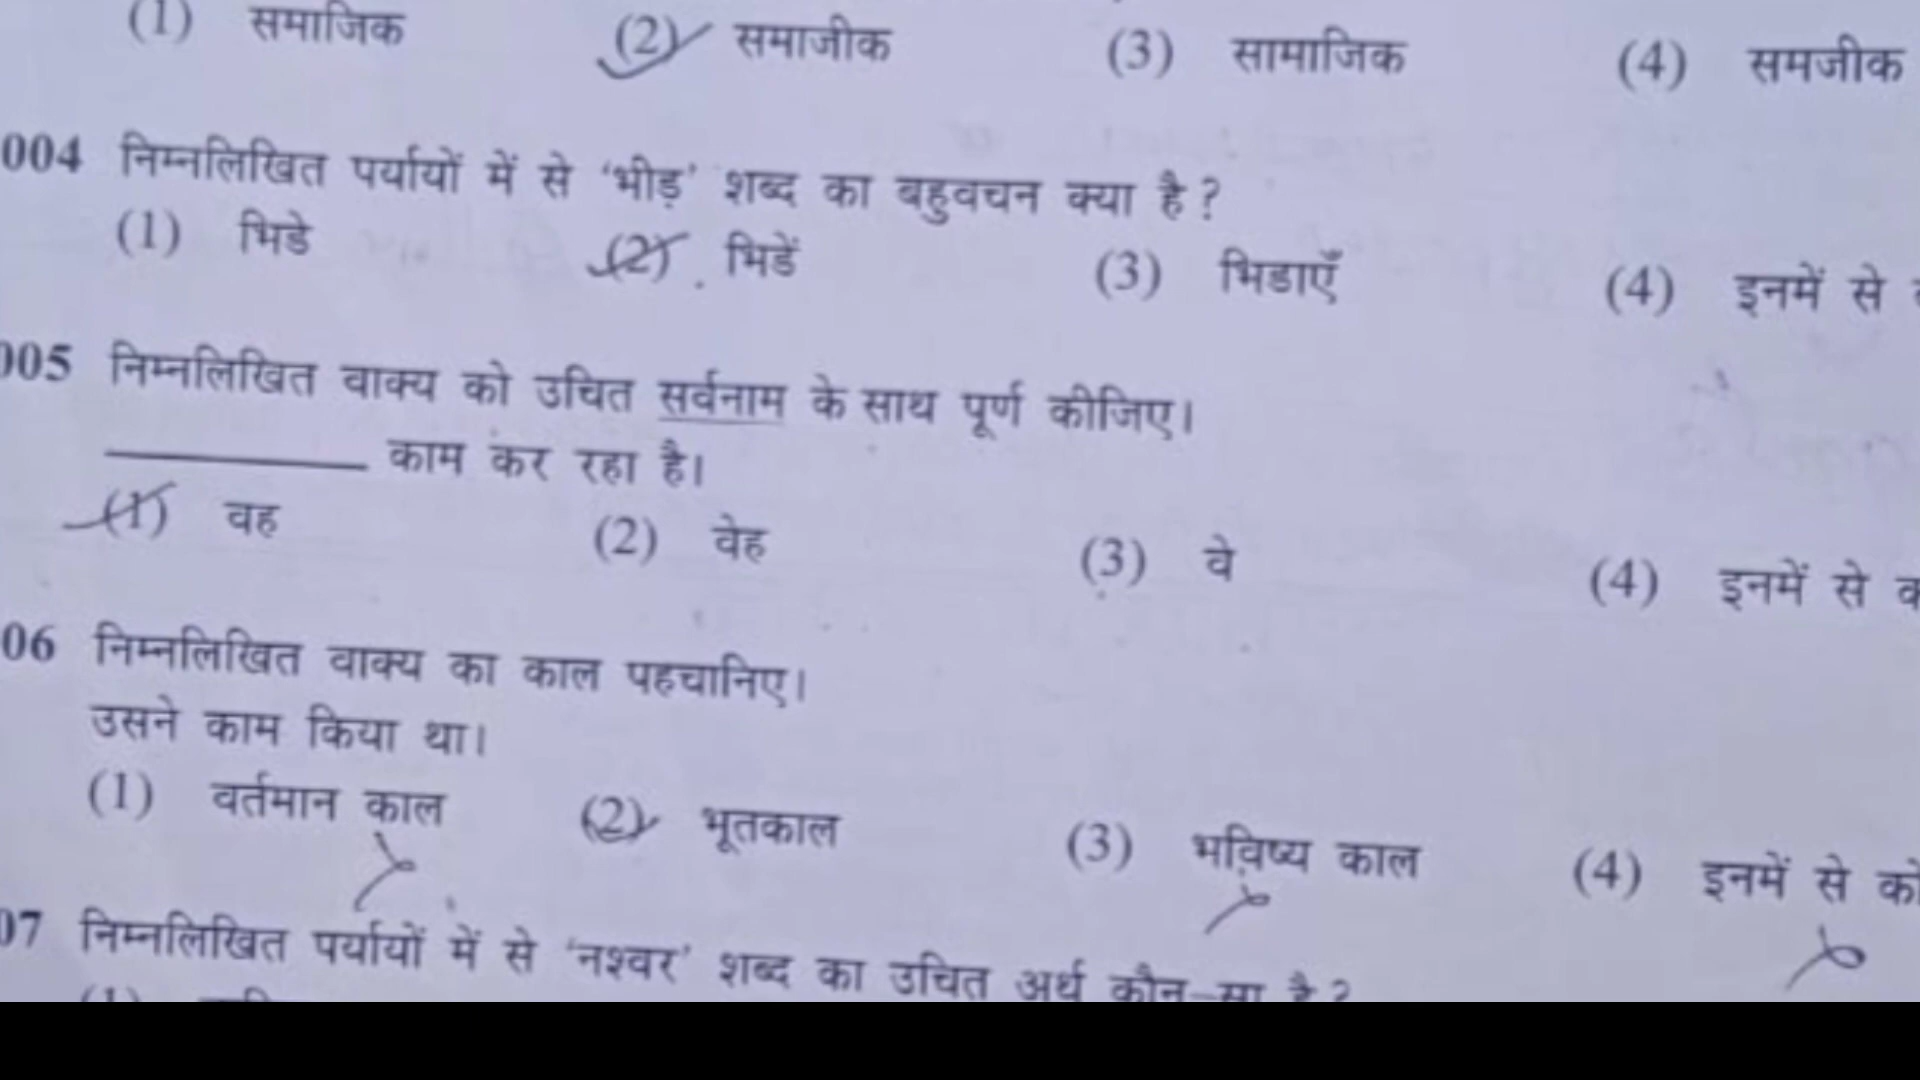 (1) समाजिक (2) समाजीक (3) सामाजिक (4) समजीक
004 निम्नलिखित पर्यायों में से ‘भीड़’ शब्द का बहुवचन क्या है?
(1) भिडे (2) भिडें (3) भिडाएँ (4) इनमें से
005 निम्नलिखित वाक्य को उचित सर्वनाम के साथ पूर्ण कीजिए।
________ काम कर रहा है।
(1) वह (2) वेह (3) वे (4) इनमें से
06 निम्नलिखित वाक्य का काल पहचानिए।
उसने काम किया था।
(1) वर्तमान काल (2) भूतकाल (3) भविष्य काल (4) इनमें से को
07 निम्नलिखित पर्यायों में से ‘नश्वर’ शब्द का उचित अर्थ कौन-सा है?